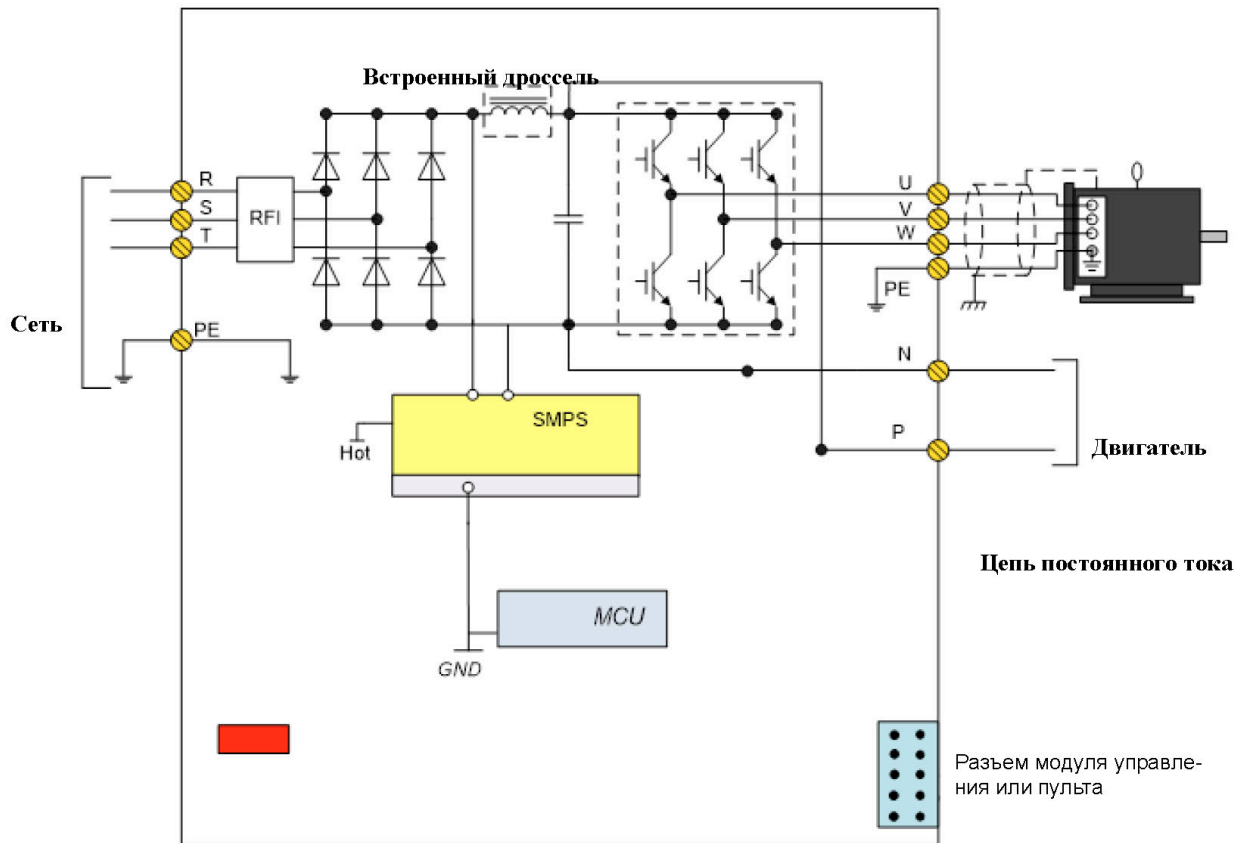 Встроенный дроссель
R
S
T
RFI
U
V
W
PE
Сеть
PE
N
SMPS
P
Hot
Двигатель
Цепь постоянного тока
MCU
GND
Разъем модуля управле-
ния или пульта